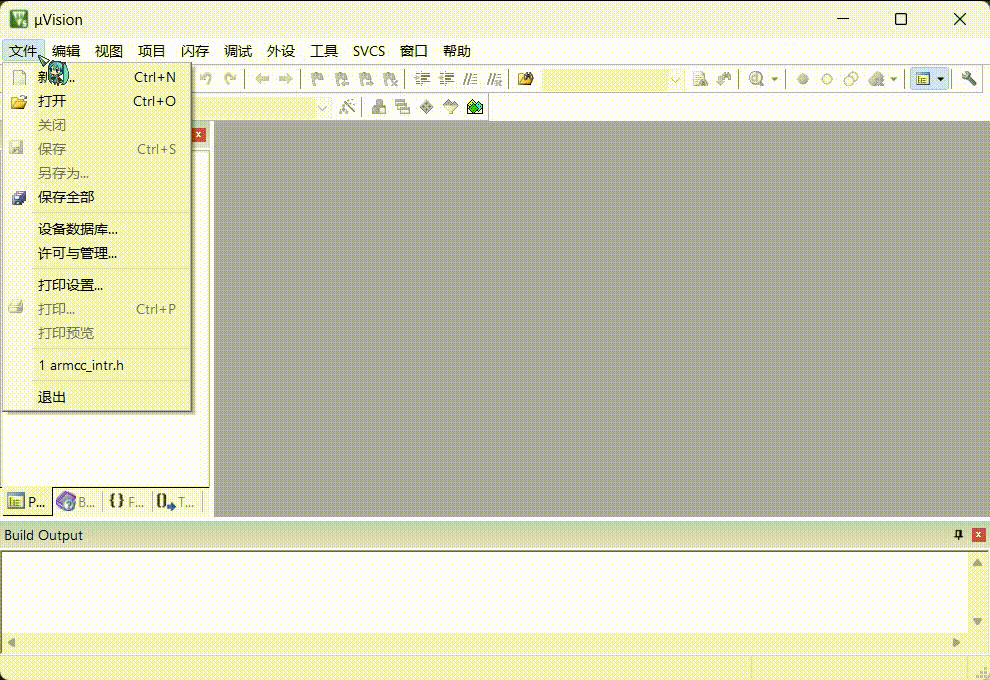 μVision
文件 编辑 视图 项目 闪存 调试 外设 工具 SVCS 窗口 帮助
Ctrl+N
打开 Ctrl+O
关闭
保存 Ctrl+S
另存为...
保存全部
设备数据库...
许可与管理...
打印设置...
打印... Ctrl+P
打印预览
1 armcc_intr.h
退出
P... B... F... T...
Build Output